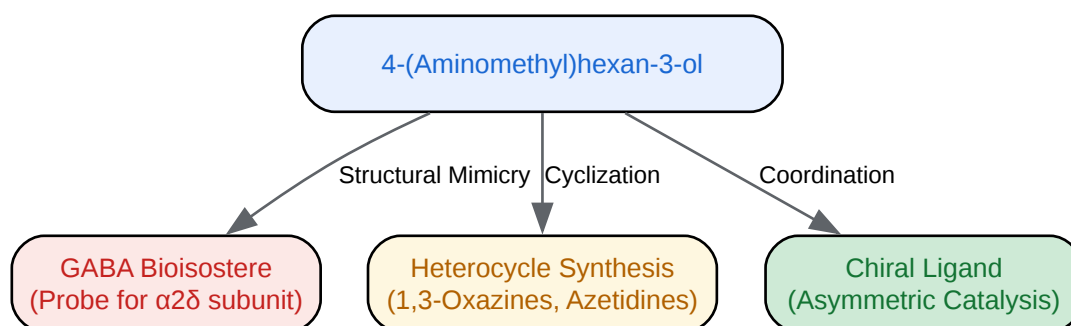 4-(Aminomethyl)hexan-3-ol
Structural Mimicry
Cyclization
Coordination
GABA Bioisostere
(Probe for α2δ subunit)
Heterocycle Synthesis
(1,3-Oxazines, Azetidines)
Chiral Ligand
(Asymmetric Catalysis)